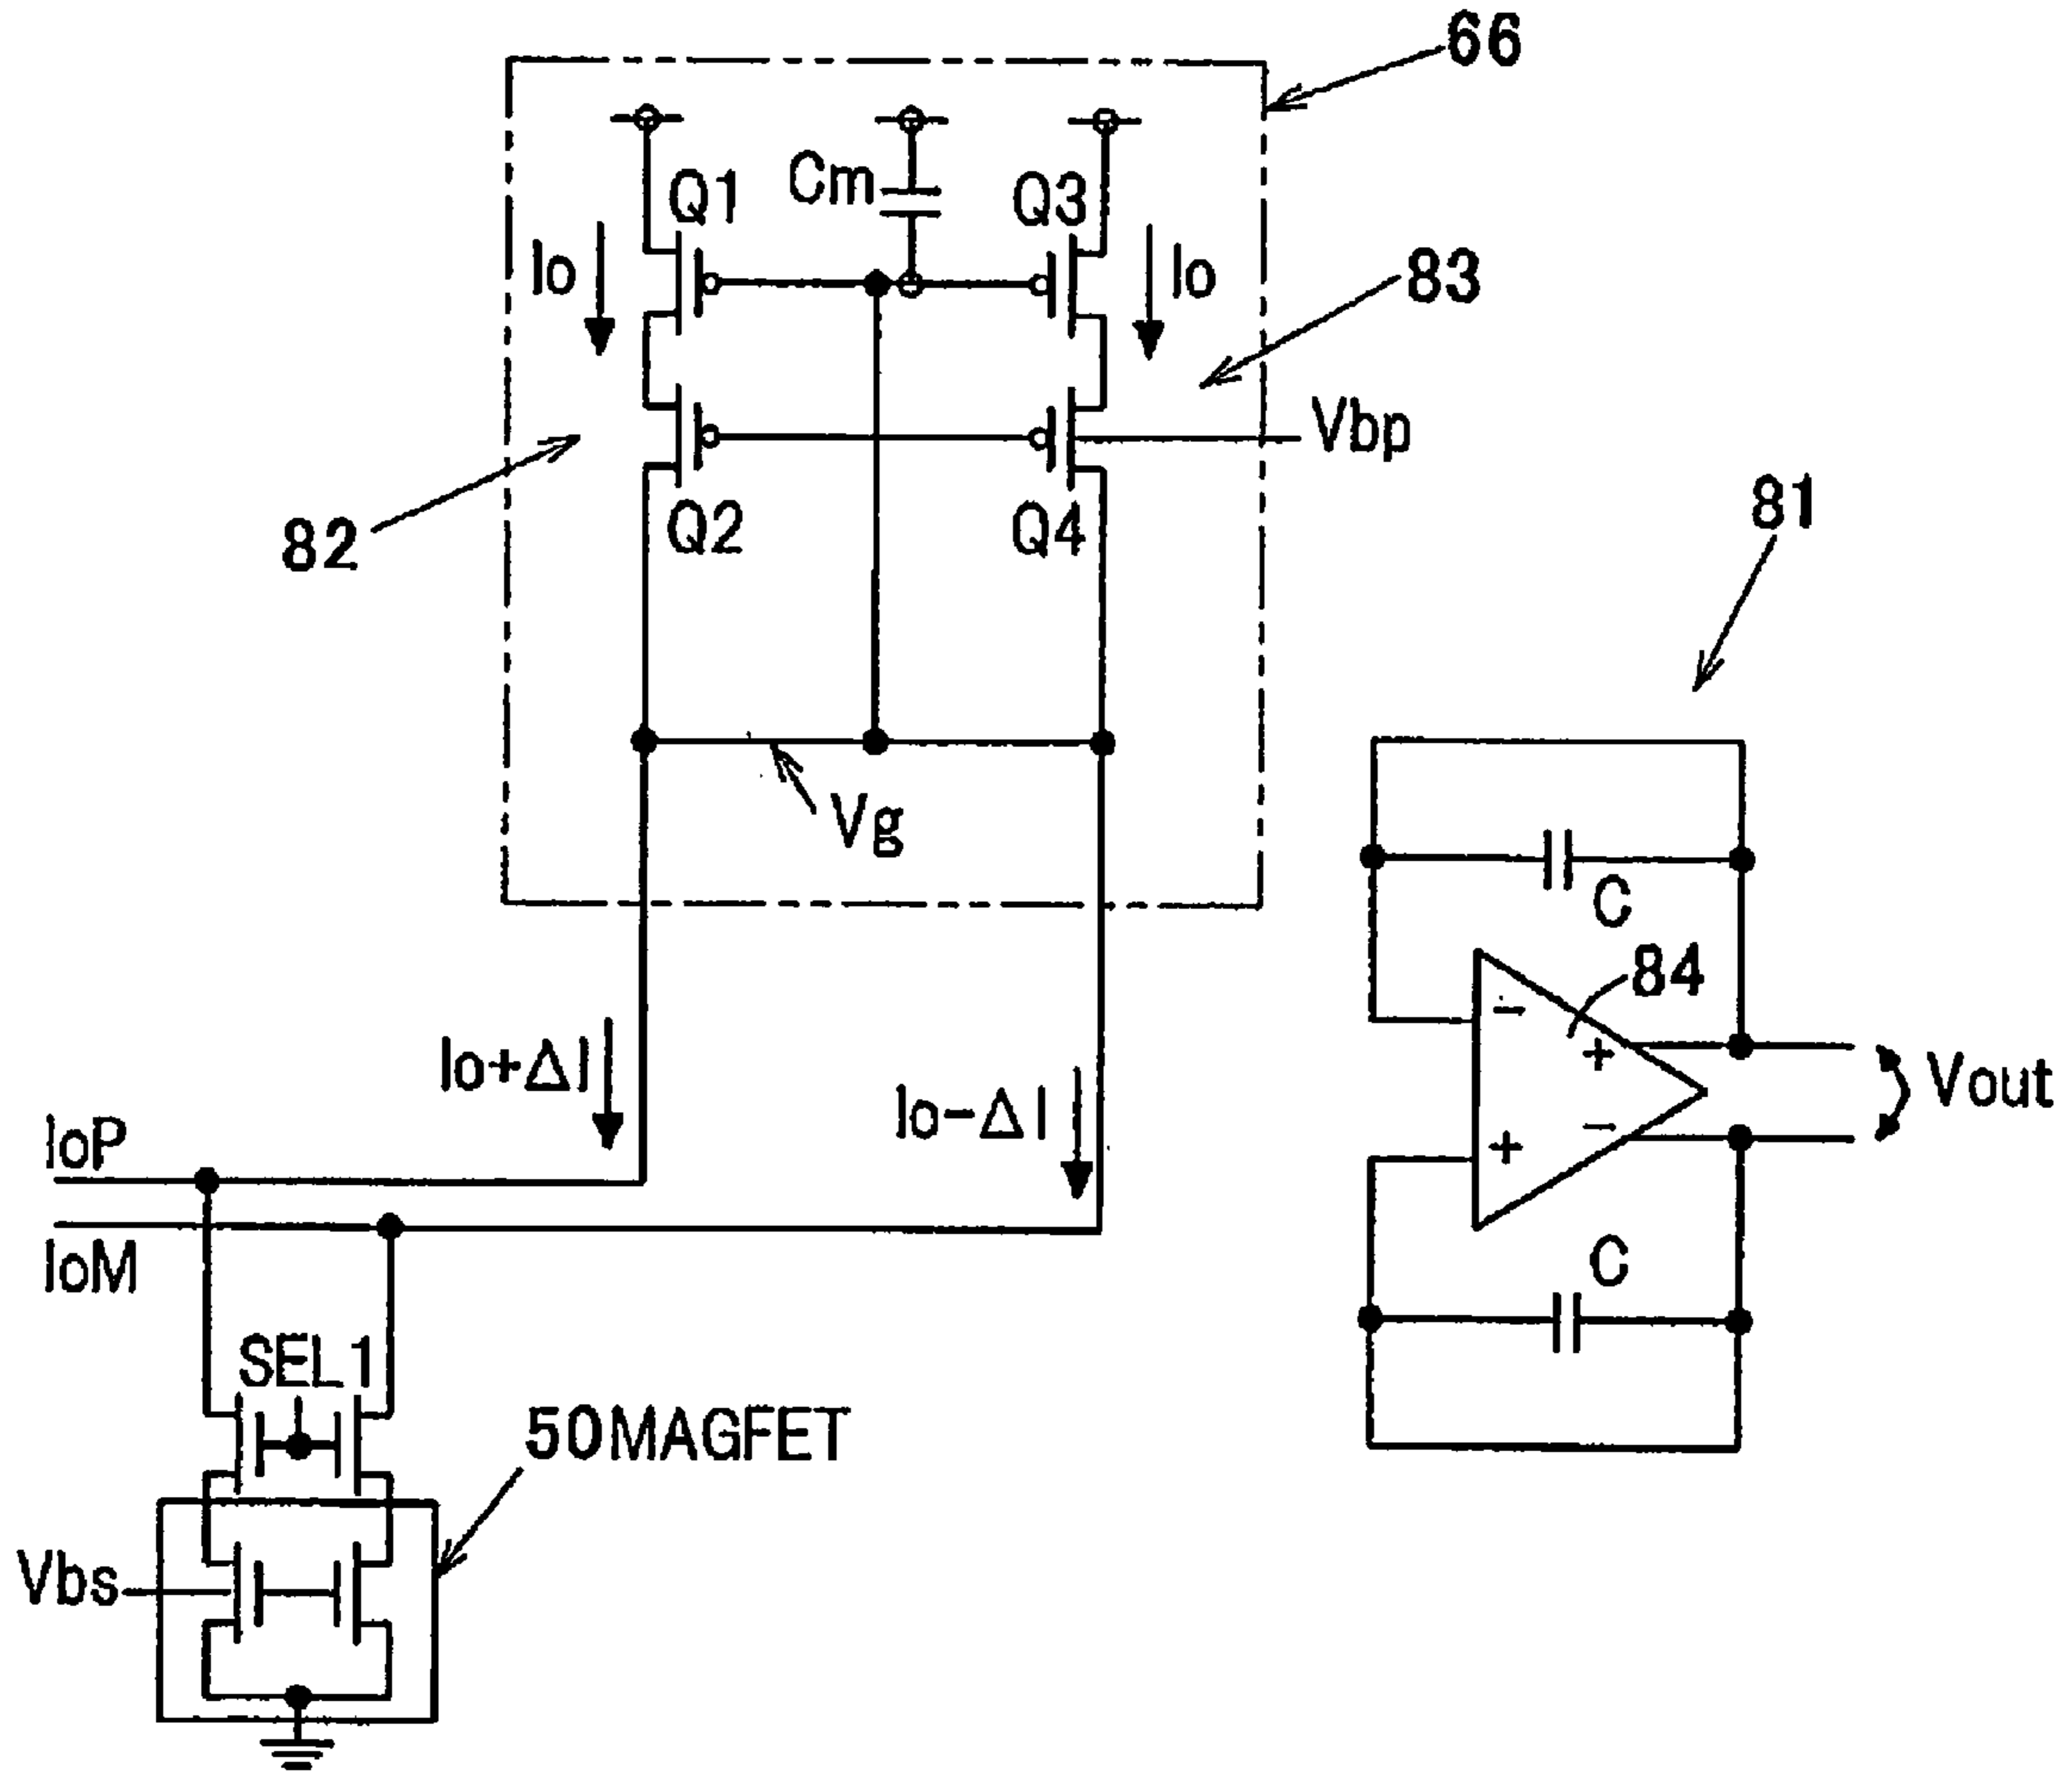 66
Q1
Cm
Q3
Io
Io
83
Vbp
82
Q2
Q4
81
Vg
C
84
-
+
Io+ΔI
Io-ΔI
Vout
IoP
-
+
IoM
C
SEL1
50MAGFET
Vbs